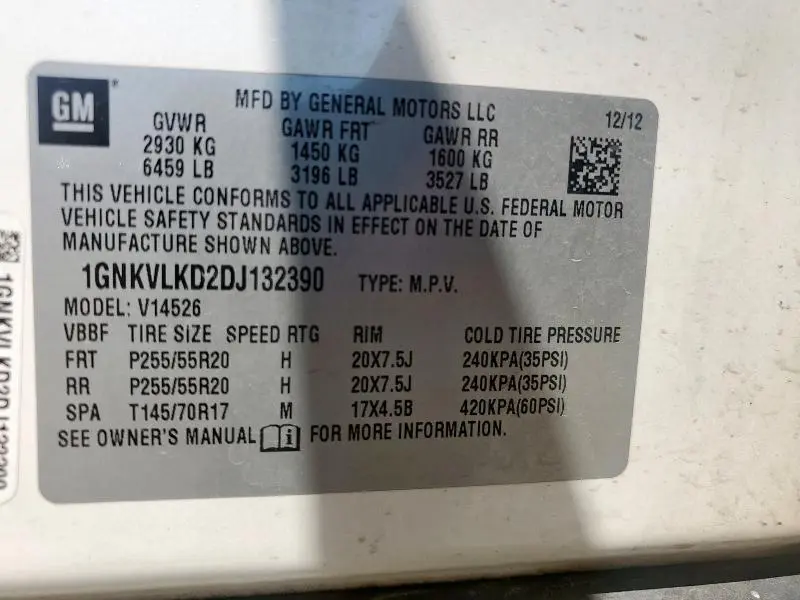 GM
MFD BY GENERAL MOTORS LLC 12/12
GVWR GAWR FRT GAWR RR
2930 KG 1450 KG 1600 KG
6459 LB 3196 LB 3527 LB
THIS VEHICLE CONFORMS TO ALL APPLICABLE U.S. FEDERAL MOTOR
VEHICLE SAFETY STANDARDS IN EFFECT ON THE DATE OF
MANUFACTURE SHOWN ABOVE.
1GNKVLKD2DJ132390 TYPE: M.P.V.
MODEL: V14526
VBBF TIRE SIZE SPEED RTG RIM COLD TIRE PRESSURE
FRT P255/55R20 H 20X7.5J 240KPA(35PSI)
RR P255/55R20 H 20X7.5J 240KPA(35PSI)
SPA T145/70R17 M 17X4.5B 420KPA(60PSI)
SEE OWNER'S MANUAL i FOR MORE INFORMATION.